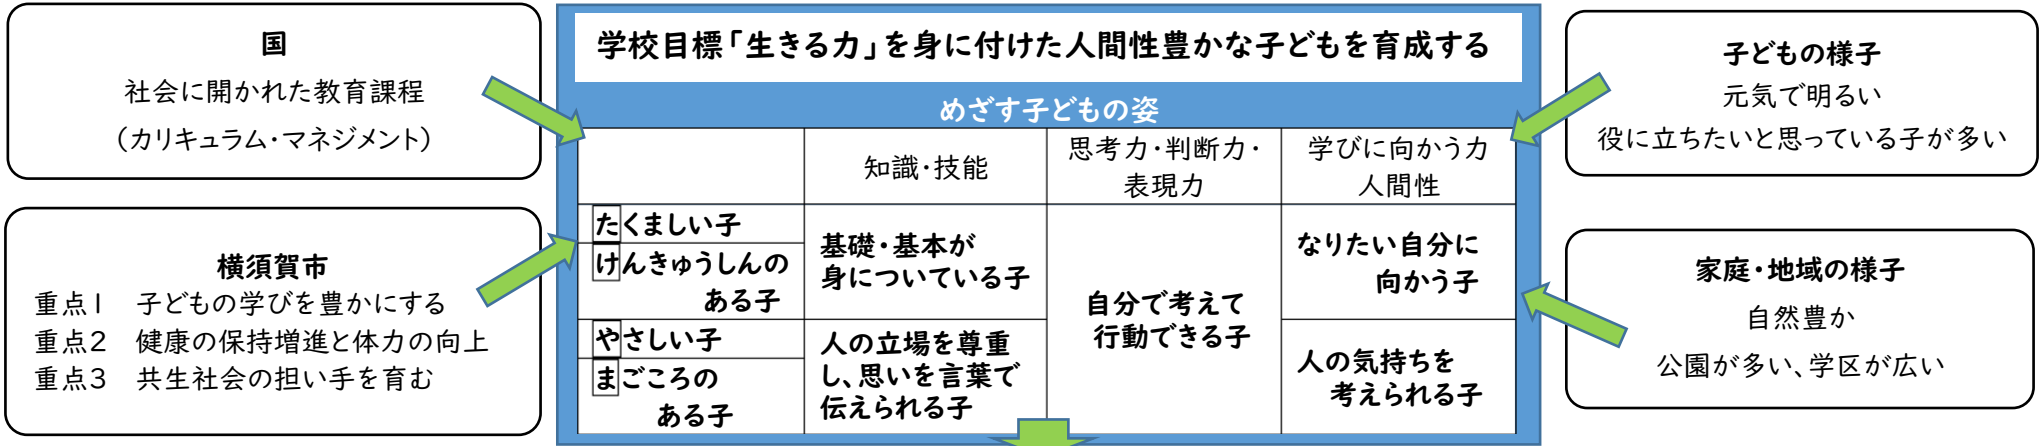 国
社会に開かれた教育課程
(カリキュラム・マネジメント)
横須賀市
重点1 子どもの学びを豊かにする
重点2 健康の保持増進と体力の向上
重点3 共生社会の担い手を育む
学校目標「生きる力」を身に付けた人間性豊かな子どもを育成する
めざす子どもの姿
知識・技能
思考力・判断力・
表現力
学びに向かう力
人間性
たくましい子
けんきゅうしんの
ある子
やさしい子
まごころの
ある子
基礎・基本が
身についている子
人の立場を尊重
し、思いを言葉で
伝えられる子
自分で考えて
行動できる子
なりたい自分に
向かう子
人の気持ちを
考えられる子
子どもの様子
元気で明るい
役に立ちたいと思っている子が多い
家庭・地域の様子
自然豊か
公園が多い、学区が広い